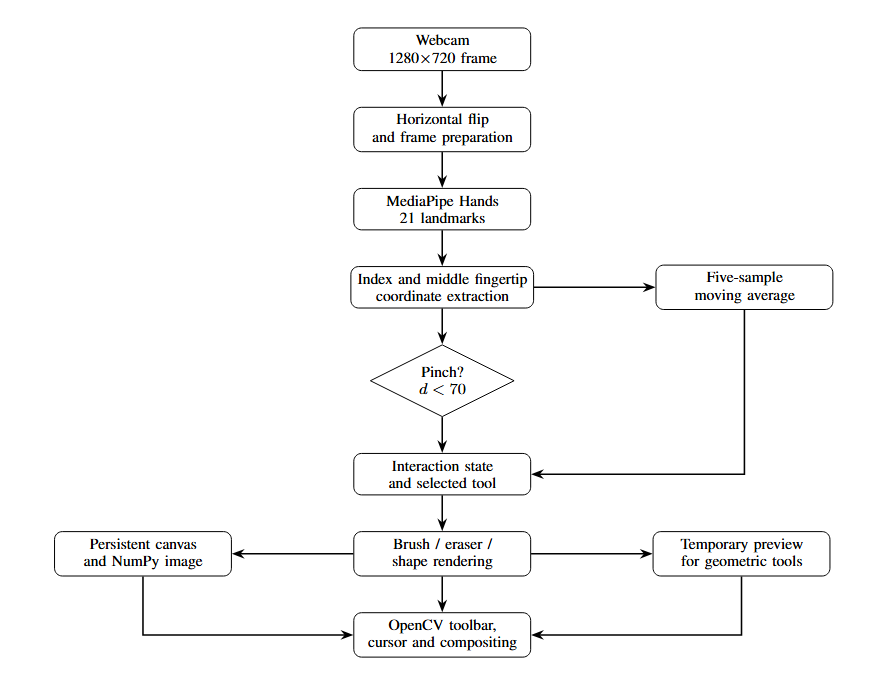 Webcam
1280×720 frame
Horizontal flip
and frame preparation
MediaPipe Hands
21 landmarks
Index and middle fingertip
coordinate extraction
Five-sample
moving average
Pinch?
d < 70
Interaction state
and selected tool
Persistent canvas
and NumPy image
Brush / eraser /
shape rendering
Temporary preview
for geometric tools
OpenCV toolbar,
cursor and compositing